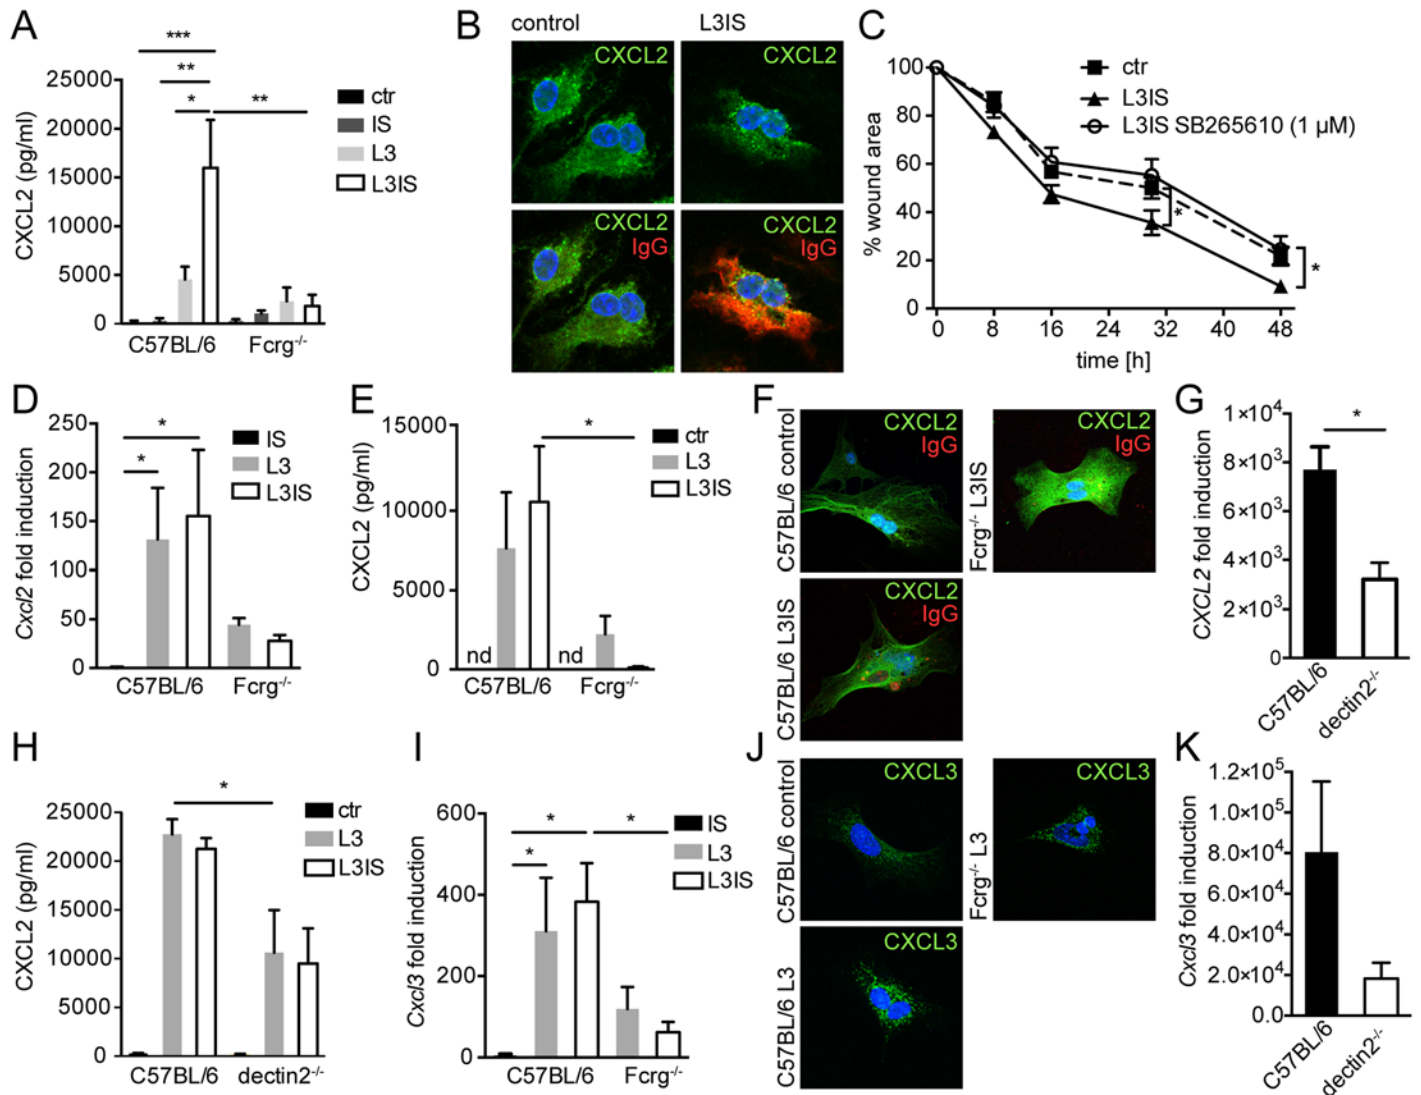 A
***
**
*
**
25000
20000
15000
10000
5000
0
CXCL2 (pg/ml)
ctr
IS
L3
L3IS
C57BL/6
Fcrg-/-
B
control
L3IS
CXCL2
CXCL2
CXCL2
IgG
CXCL2
IgG
C
100
80
60
40
20
0
% wound area
ctr
L3IS
L3IS SB265610 (1 µM)
*
*
0 8 16 24 32 40 48
time [h]
D
250
200
150
100
50
0
Cxcl2 fold induction
*
*
IS
L3
L3IS
C57BL/6
Fcrg-/-
E
15000
10000
5000
0
CXCL2 (pg/ml)
*
ctr
L3
L3IS
nd
nd
C57BL/6
Fcrg-/-
F
C57BL/6 control
CXCL2
IgG
Fcrg-/- L3IS
CXCL2
IgG
C57BL/6 L3IS
CXCL2
IgG
G
1×10⁴
8×10³
6×10³
4×10³
2×10³
0
CXCL2 fold induction
*
C57BL/6
dectin2-/-
H
25000
20000
15000
10000
5000
0
CXCL2 (pg/ml)
*
ctr
L3
L3IS
C57BL/6
dectin2-/-
I
600
400
200
0
Cxcl3 fold induction
*
*
*
IS
L3
L3IS
C57BL/6
Fcrg-/-
J
C57BL/6 control
CXCL3
Fcrg-/- L3
CXCL3
C57BL/6 L3
CXCL3
K
1.2×10⁵
1.0×10⁵
8.0×10⁴
6.0×10⁴
4.0×10⁴
2.0×10⁴
0.0
Cxcl3 fold induction
C57BL/6
dectin2-/-